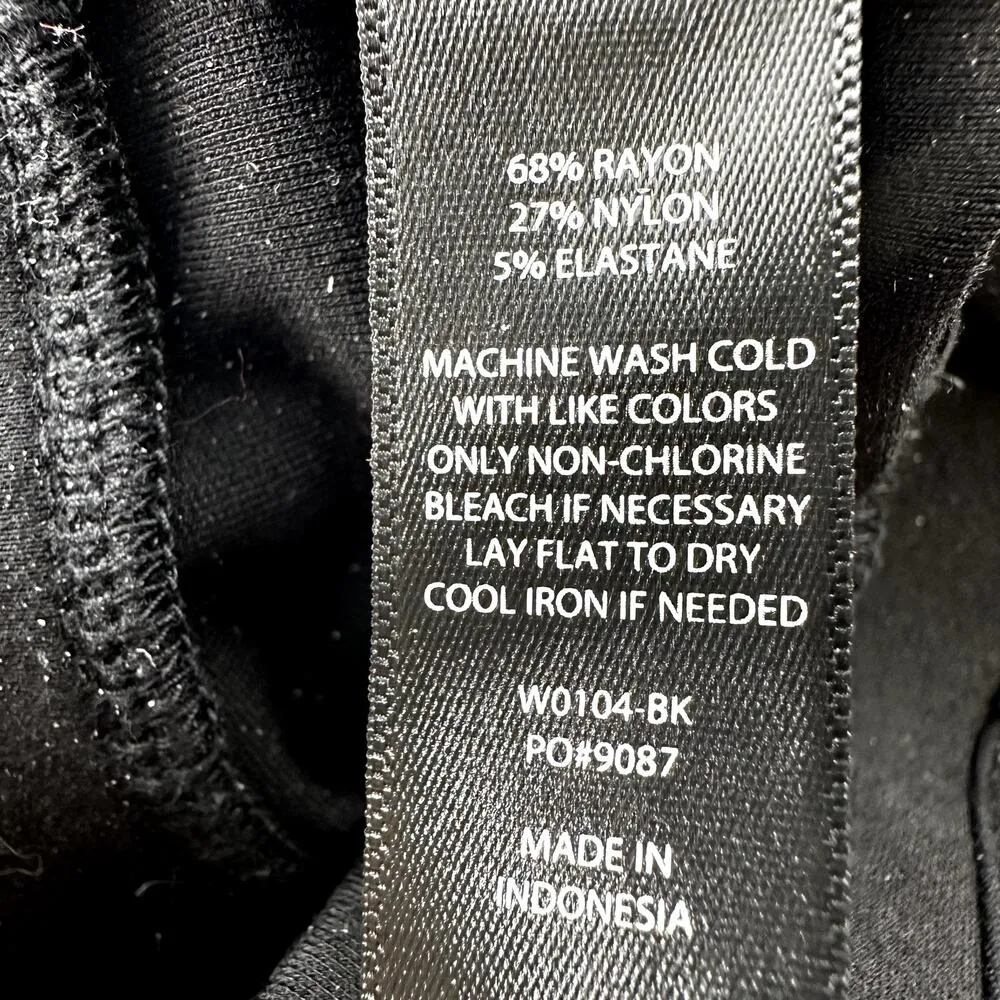 68% RAYON
27% NYLON
5% ELASTANE
MACHINE WASH COLD
WITH LIKE COLORS
ONLY NON-CHLORINE
BLEACH IF NECESSARY
LAY FLAT TO DRY
COOL IRON IF NEEDED
W0104-BK
PO#9087
MADE IN
INDONESIA